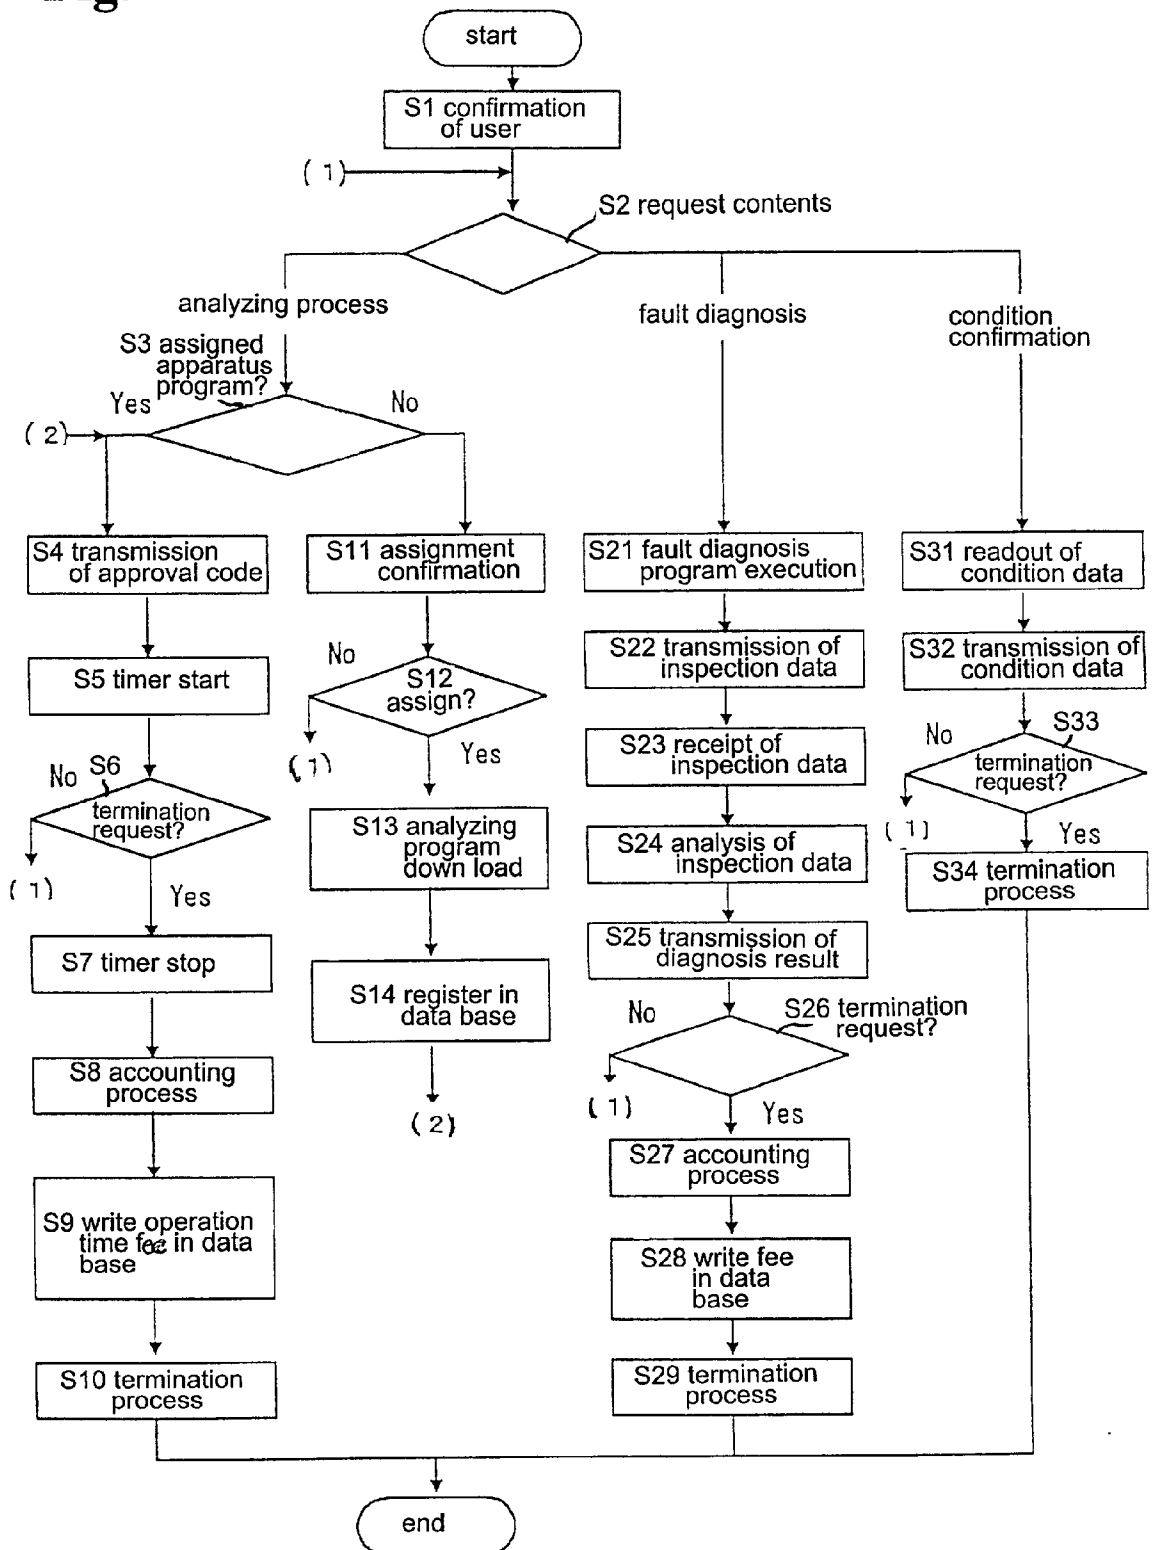 start
S1 confirmation
of user
(1)
S2 request contents
analyzing process
fault diagnosis
condition
confirmation
S3 assigned
apparatus
program?
Yes
No
(2)
S4 transmission
of approval code
S11 assignment
confirmation
S21 fault diagnosis
program execution
S31 readout of
condition data
S5 timer start
No
S12
assign?
(1)
Yes
S22 transmission of
inspection data
S32 transmission of
condition data
S6
No
termination
request?
(1)
Yes
S13 analyzing
program
down load
S23 receipt of
inspection data
S33
No
termination
request?
(1)
Yes
S24 analysis of
inspection data
S34 termination
process
S7 timer stop
S14 register in
data base
(2)
S25 transmission of
diagnosis result
S26 termination
request?
No
(1)
Yes
S8 accounting
process
S27 accounting
process
S9 write operation
time fee in data
base
S28 write fee
in data
base
S10 termination
process
S29 termination
process
end